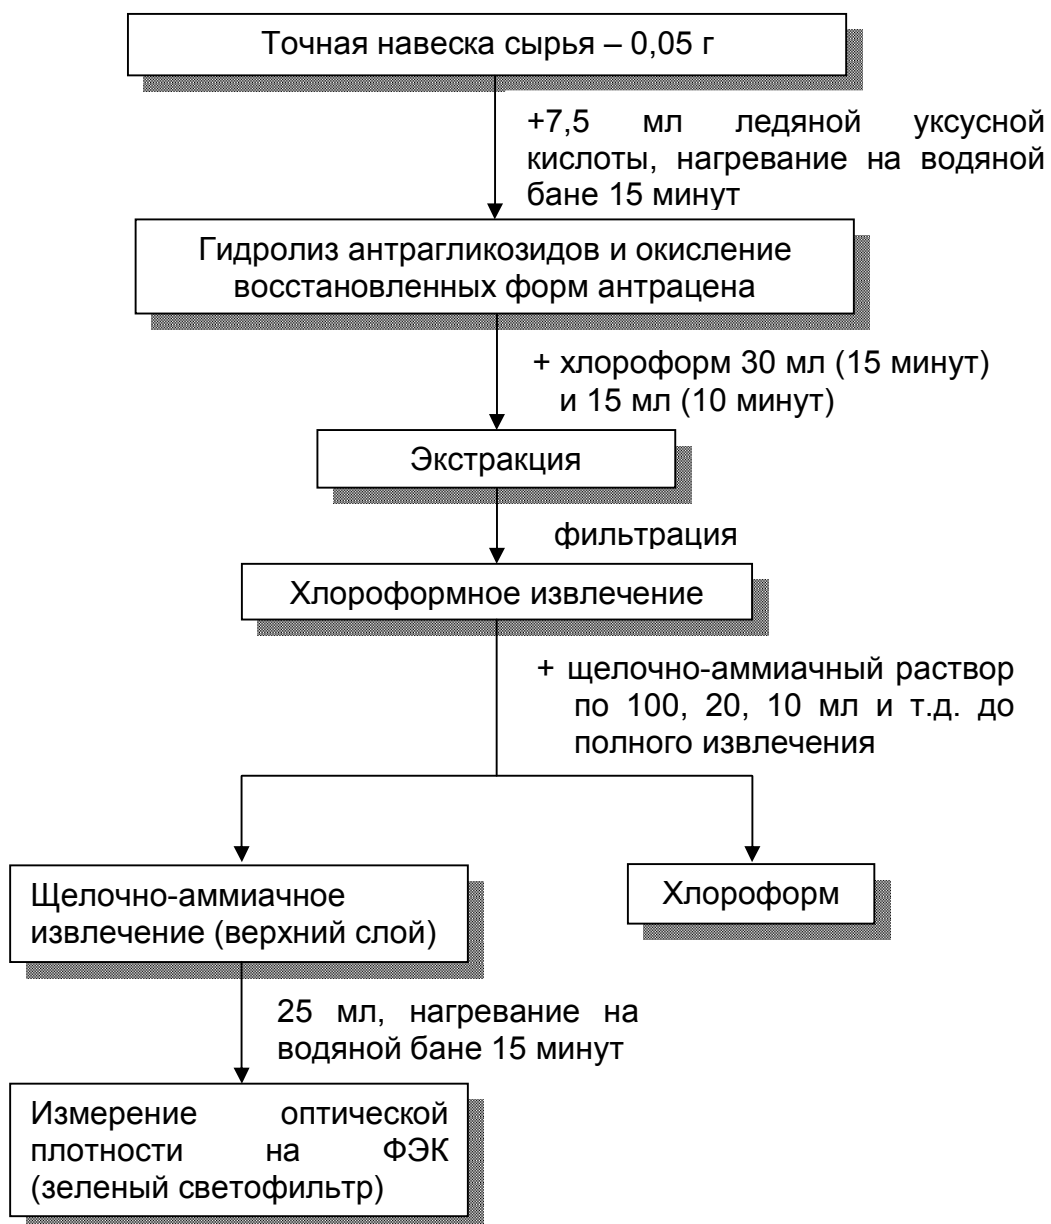 Точная навеска сырья – 0,05 г
+7,5 мл ледяной уксусной
кислоты, нагревание на водяной
бане 15 минут
Гидролиз антрагликозидов и окисление
восстановленных форм антрацена
+ хлороформ 30 мл (15 минут)
и 15 мл (10 минут)
Экстракция
фильтрация
Хлороформное извлечение
+ щелочно-аммиачный раствор
по 100, 20, 10 мл и т.д. до
полного извлечения
Щелочно-аммиачное
извлечение (верхний слой)
Хлороформ
25 мл, нагревание на
водяной бане 15 минут
Измерение оптической
плотности на ФЭК
(зеленый светофильтр)